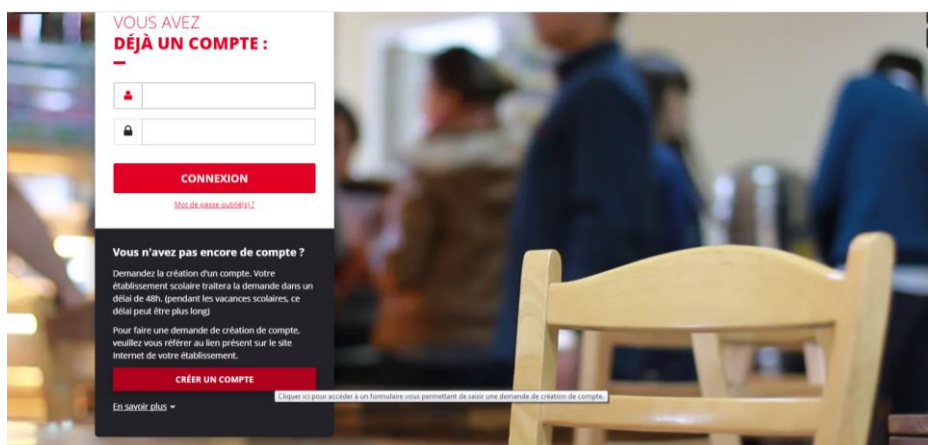 VOUS AVEZ
DÉJÀ UN COMPTE :
CONNEXION
Mot de passe oublié(s) ?
Vous n'avez pas encore de compte ?
Demandez la création d'un compte. Votre
établissement scolaire traitera la demande dans un
délai de 48h. (pendant les vacances scolaires, ce
délai peut être plus long)
Pour faire une demande de création de compte,
veuillez vous référer au lien présent sur le site
Internet de votre établissement.
CRÉER UN COMPTE
Cliquer ici pour accéder à un formulaire vous permettant de saisir une demande de création de compte.
En savoir plus